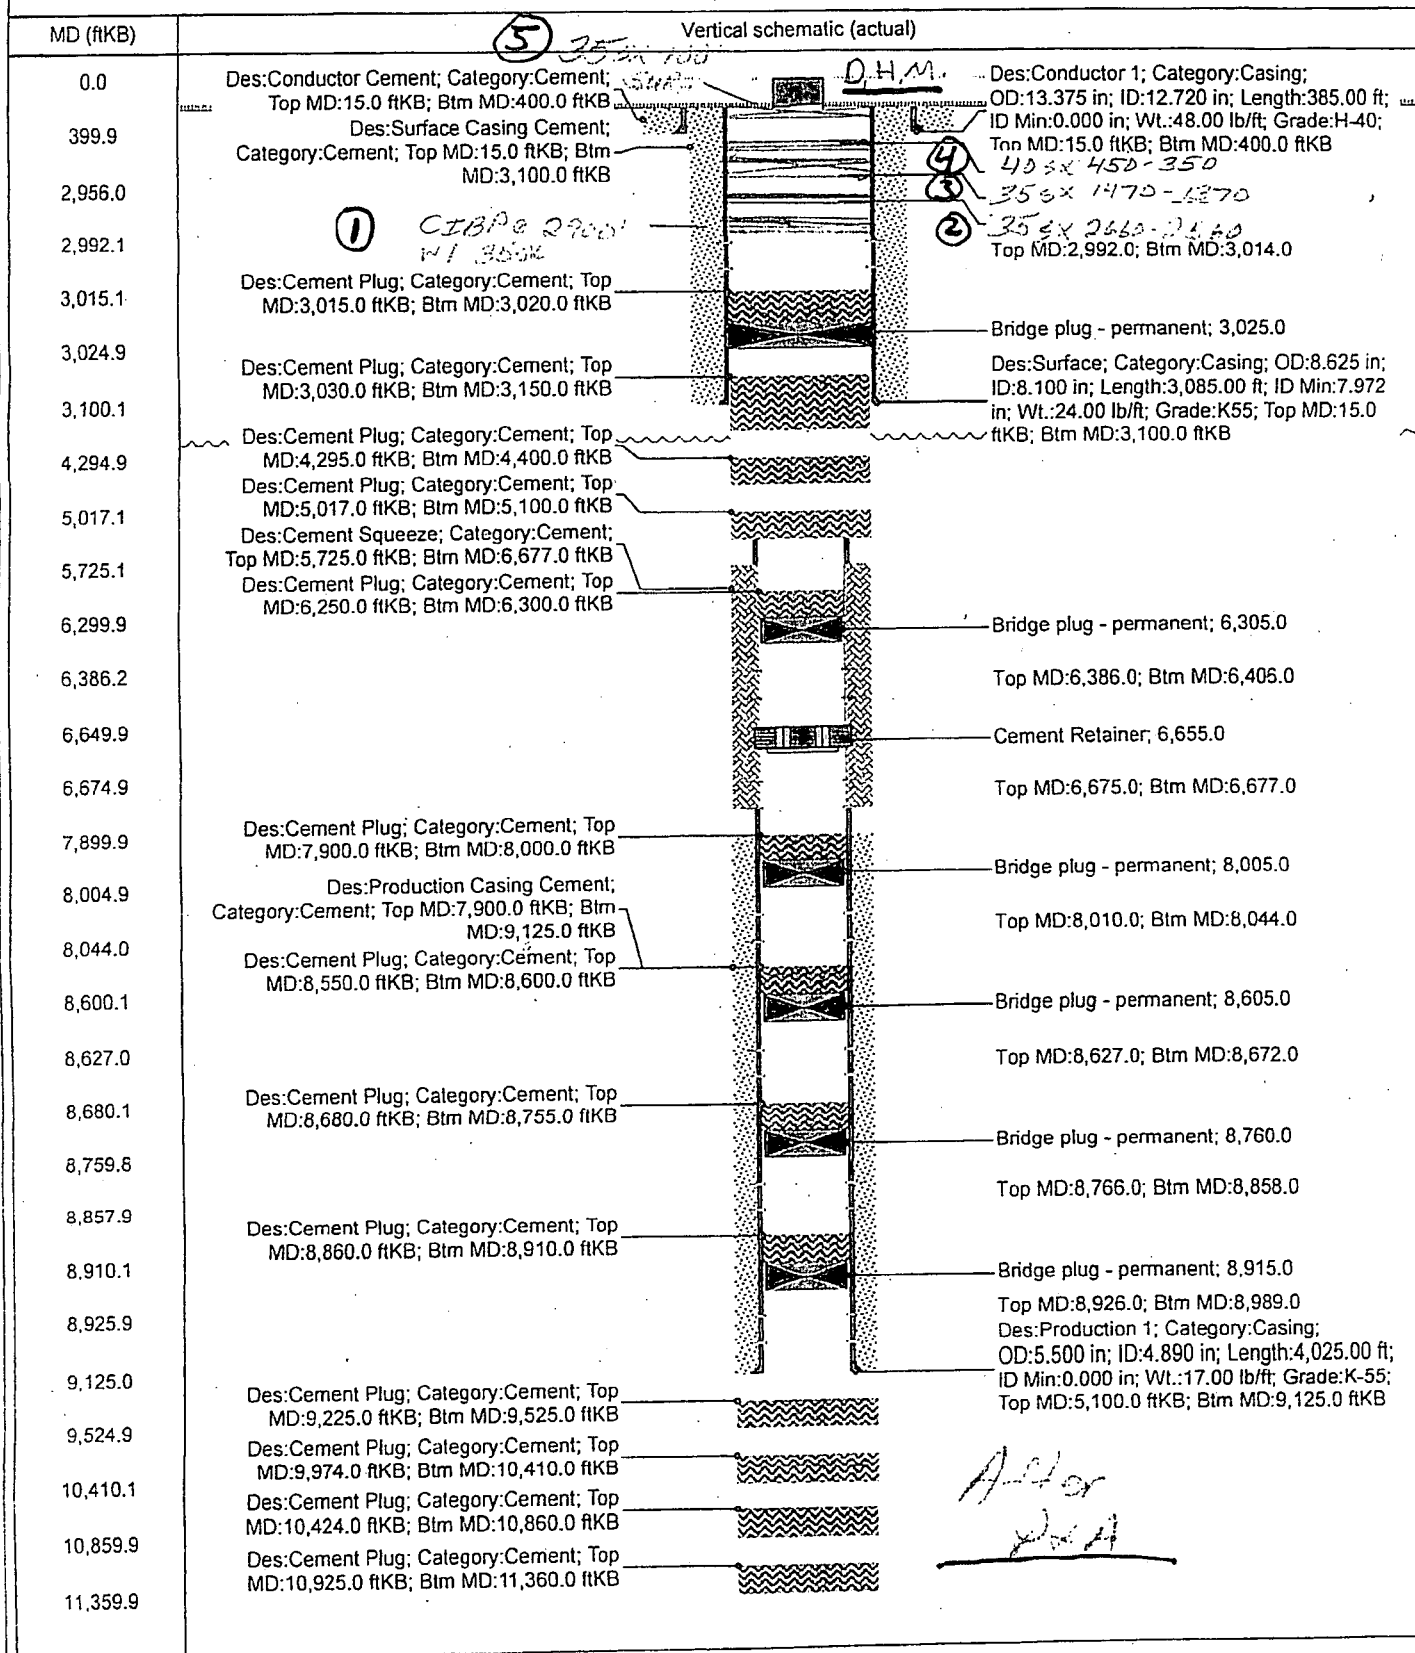 MD (ftKB)
Vertical schematic (actual)
0.0
399.9
2,956.0
2,992.1
3,015.1
3,024.9
3,100.1
4,294.9
5,017.1
5,725.1
6,299.9
6,386.2
6,649.9
6,674.9
7,899.9
8,004.9
8,044.0
8,600.1
8,627.0
8,680.1
8,759.8
8,857.9
8,910.1
8,925.9
9,125.0
9,524.9
10,410.1
10,859.9
11,359.9
5 35sx 100'
Des:Conductor Cement; Category:Cement;
Top MD:15.0 ftKB; Btm MD:400.0 ftKB
Des:Surface Casing Cement;
Category:Cement; Top MD:15.0 ftKB; Btm
MD:3,100.0 ftKB
1 CIBP@ 2900'
W/ 35sx
Des:Cement Plug; Category:Cement; Top
MD:3,015.0 ftKB; Btm MD:3,020.0 ftKB
Des:Cement Plug; Category:Cement; Top
MD:3,030.0 ftKB; Btm MD:3,150.0 ftKB
Des:Cement Plug; Category:Cement; Top
MD:4,295.0 ftKB; Btm MD:4,400.0 ftKB
Des:Cement Plug; Category:Cement; Top
MD:5,017.0 ftKB; Btm MD:5,100.0 ftKB
Des:Cement Squeeze; Category:Cement;
Top MD:5,725.0 ftKB; Btm MD:6,677.0 ftKB
Des:Cement Plug; Category:Cement; Top
MD:6,250.0 ftKB; Btm MD:6,300.0 ftKB
Des:Cement Plug; Category:Cement; Top
MD:7,900.0 ftKB; Btm MD:8,000.0 ftKB
Des:Production Casing Cement;
Category:Cement; Top MD:7,900.0 ftKB; Btm
MD:9,125.0 ftKB
Des:Cement Plug; Category:Cement; Top
MD:8,550.0 ftKB; Btm MD:8,600.0 ftKB
Des:Cement Plug; Category:Cement; Top
MD:8,680.0 ftKB; Btm MD:8,755.0 ftKB
Des:Cement Plug; Category:Cement; Top
MD:8,860.0 ftKB; Btm MD:8,910.0 ftKB
Des:Cement Plug; Category:Cement; Top
MD:9,225.0 ftKB; Btm MD:9,525.0 ftKB
Des:Cement Plug; Category:Cement; Top
MD:9,974.0 ftKB; Btm MD:10,410.0 ftKB
Des:Cement Plug; Category:Cement; Top
MD:10,424.0 ftKB; Btm MD:10,860.0 ftKB
Des:Cement Plug; Category:Cement; Top
MD:10,925.0 ftKB; Btm MD:11,360.0 ftKB
D.H.M.
Des:Conductor 1; Category:Casing;
OD:13.375 in; ID:12.720 in; Length:385.00 ft;
ID Min:0.000 in; Wt.:48.00 lb/ft; Grade:H-40;
Top MD:15.0 ftKB; Btm MD:400.0 ftKB
4 40sx 450-350
3 35sx 1470-1370
2 35sx 2660-2560
Top MD:2,992.0; Btm MD:3,014.0
Bridge plug - permanent; 3,025.0
Des:Surface; Category:Casing; OD:8.625 in;
ID:8.100 in; Length:3,085.00 ft; ID Min:7.972
in; Wt.:24.00 lb/ft; Grade:K55; Top MD:15.0
ftKB; Btm MD:3,100.0 ftKB
Bridge plug - permanent; 6,305.0
Top MD:6,386.0; Btm MD:6,406.0
Cement Retainer; 6,655.0
Top MD:6,675.0; Btm MD:6,677.0
Bridge plug - permanent; 8,005.0
Top MD:8,010.0; Btm MD:8,044.0
Bridge plug - permanent; 8,605.0
Top MD:8,627.0; Btm MD:8,672.0
Bridge plug - permanent; 8,760.0
Top MD:8,766.0; Btm MD:8,858.0
Bridge plug - permanent; 8,915.0
Top MD:8,926.0; Btm MD:8,989.0
Des:Production 1; Category:Casing;
OD:5.500 in; ID:4.890 in; Length:4,025.00 ft;
ID Min:0.000 in; Wt.:17.00 lb/ft; Grade:K-55;
Top MD:5,100.0 ftKB; Btm MD:9,125.0 ftKB
After
P&A